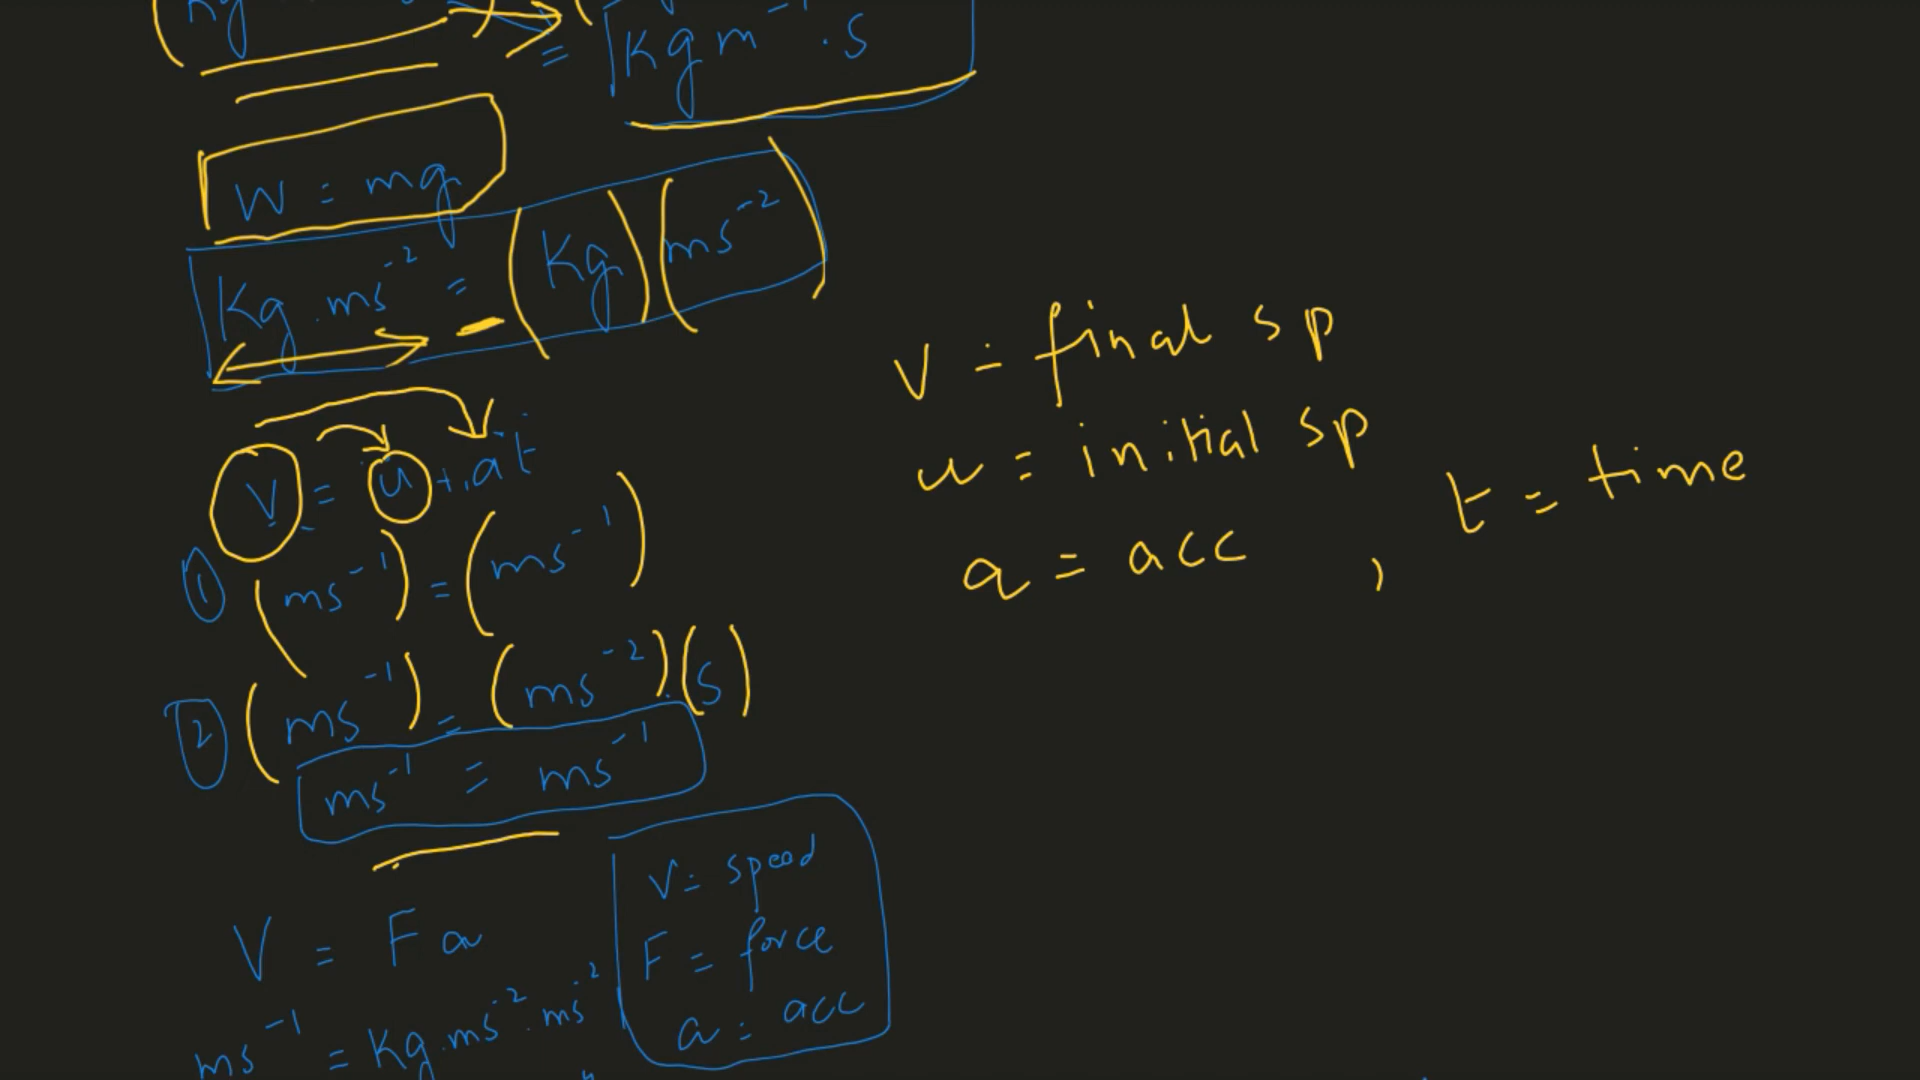 kgm⁻¹ . s
W = mg
Kg . ms⁻² = (kg)(ms⁻²)
V = u + at
① (ms⁻¹) = (ms⁻¹)
② (ms⁻¹) = (ms⁻²).(s)
ms⁻¹ = ms⁻¹
V = Fa
ms⁻¹ = kg.ms⁻².ms⁻²
V = speed
F = force
a = acc
V = final sp
u = initial sp
a = acc , t = time